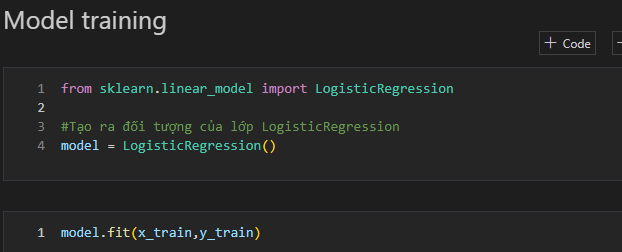 Model training
+ Code
1 from sklearn.linear_model import LogisticRegression
2
3 #Tạo ra đối tượng của lớp LogisticRegression
4 model = LogisticRegression()
1 model.fit(x_train,y_train)